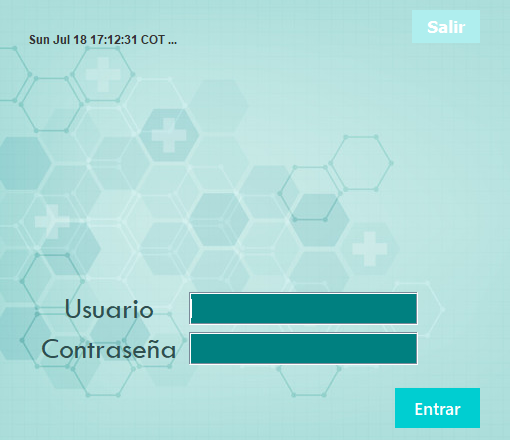 Salir
Sun Jul 18 17:12:31 COT ...
Usuario
Contraseña
Entrar